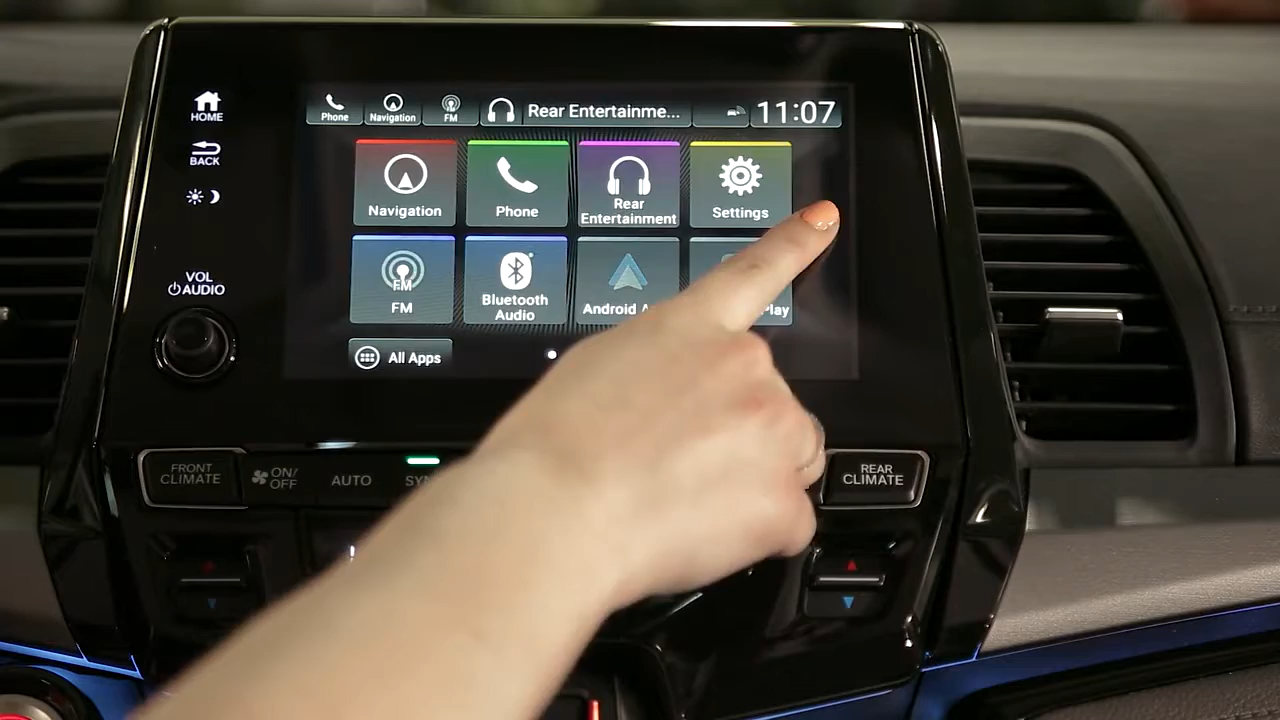 HOME
BACK
VOL
AUDIO
Phone
Navigation
FM
Rear Entertainme...
11:07
Navigation
Phone
Rear
Entertainment
Settings
FM
FM
Bluetooth
Audio
Android
Play
All Apps
FRONT
CLIMATE
ON/
OFF
AUTO
REAR
CLIMATE